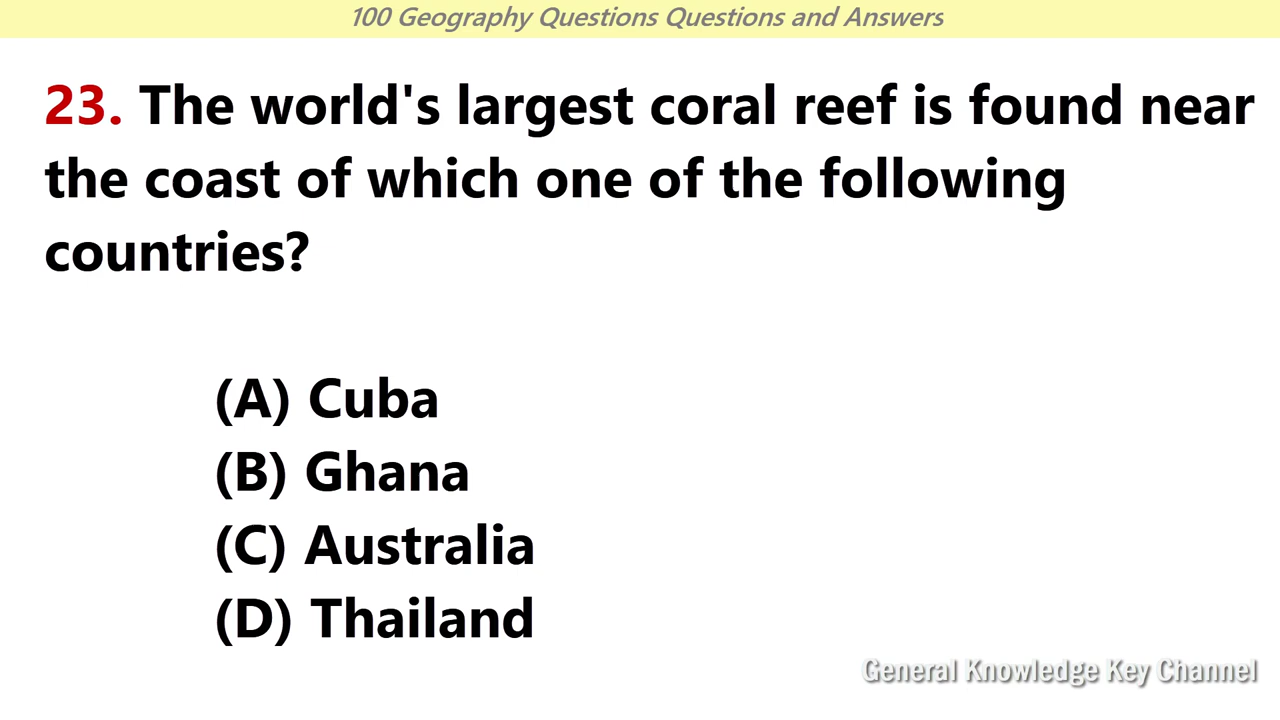 100 Geography Questions Questions and Answers
23. The world's largest coral reef is found near
the coast of which one of the following
countries?
(A) Cuba
(B) Ghana
(C) Australia
(D) Thailand
General Knowledge Key Channel